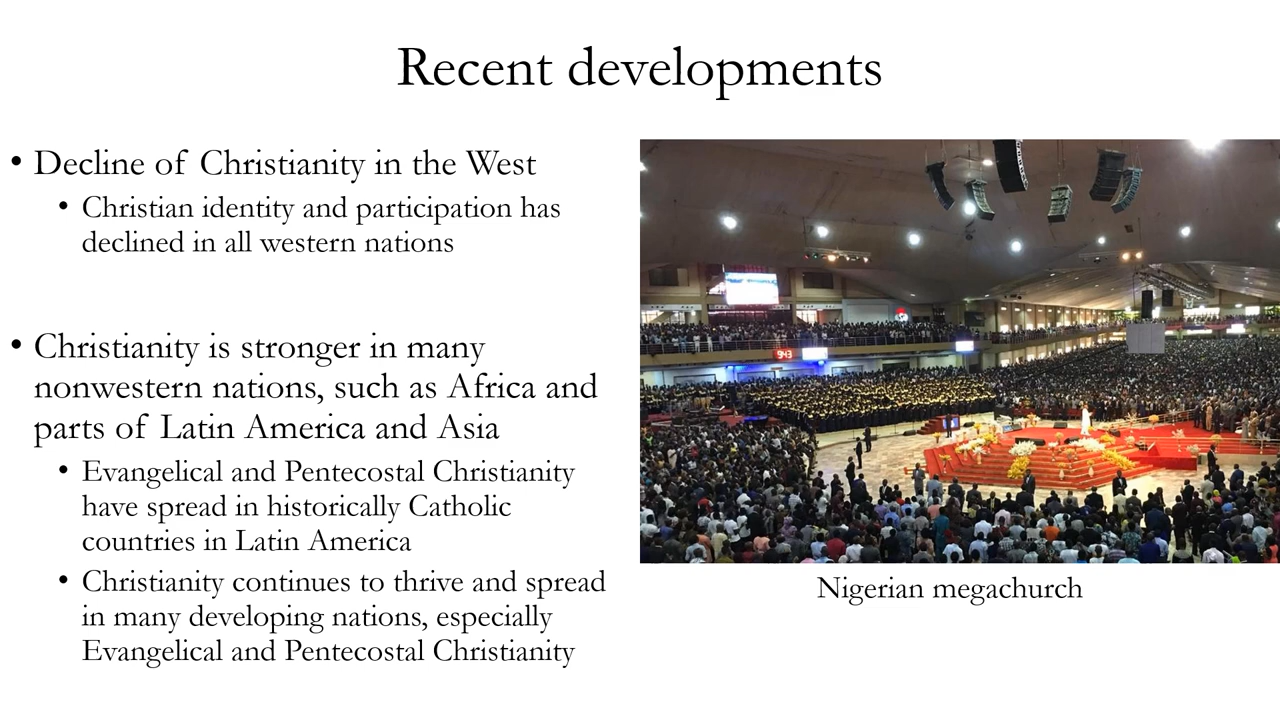 Recent developments
• Decline of Christianity in the West
• Christian identity and participation has
declined in all western nations
• Christianity is stronger in many
nonwestern nations, such as Africa and
parts of Latin America and Asia
• Evangelical and Pentecostal Christianity
have spread in historically Catholic
countries in Latin America
• Christianity continues to thrive and spread
in many developing nations, especially
Evangelical and Pentecostal Christianity
943
Nigerian megachurch